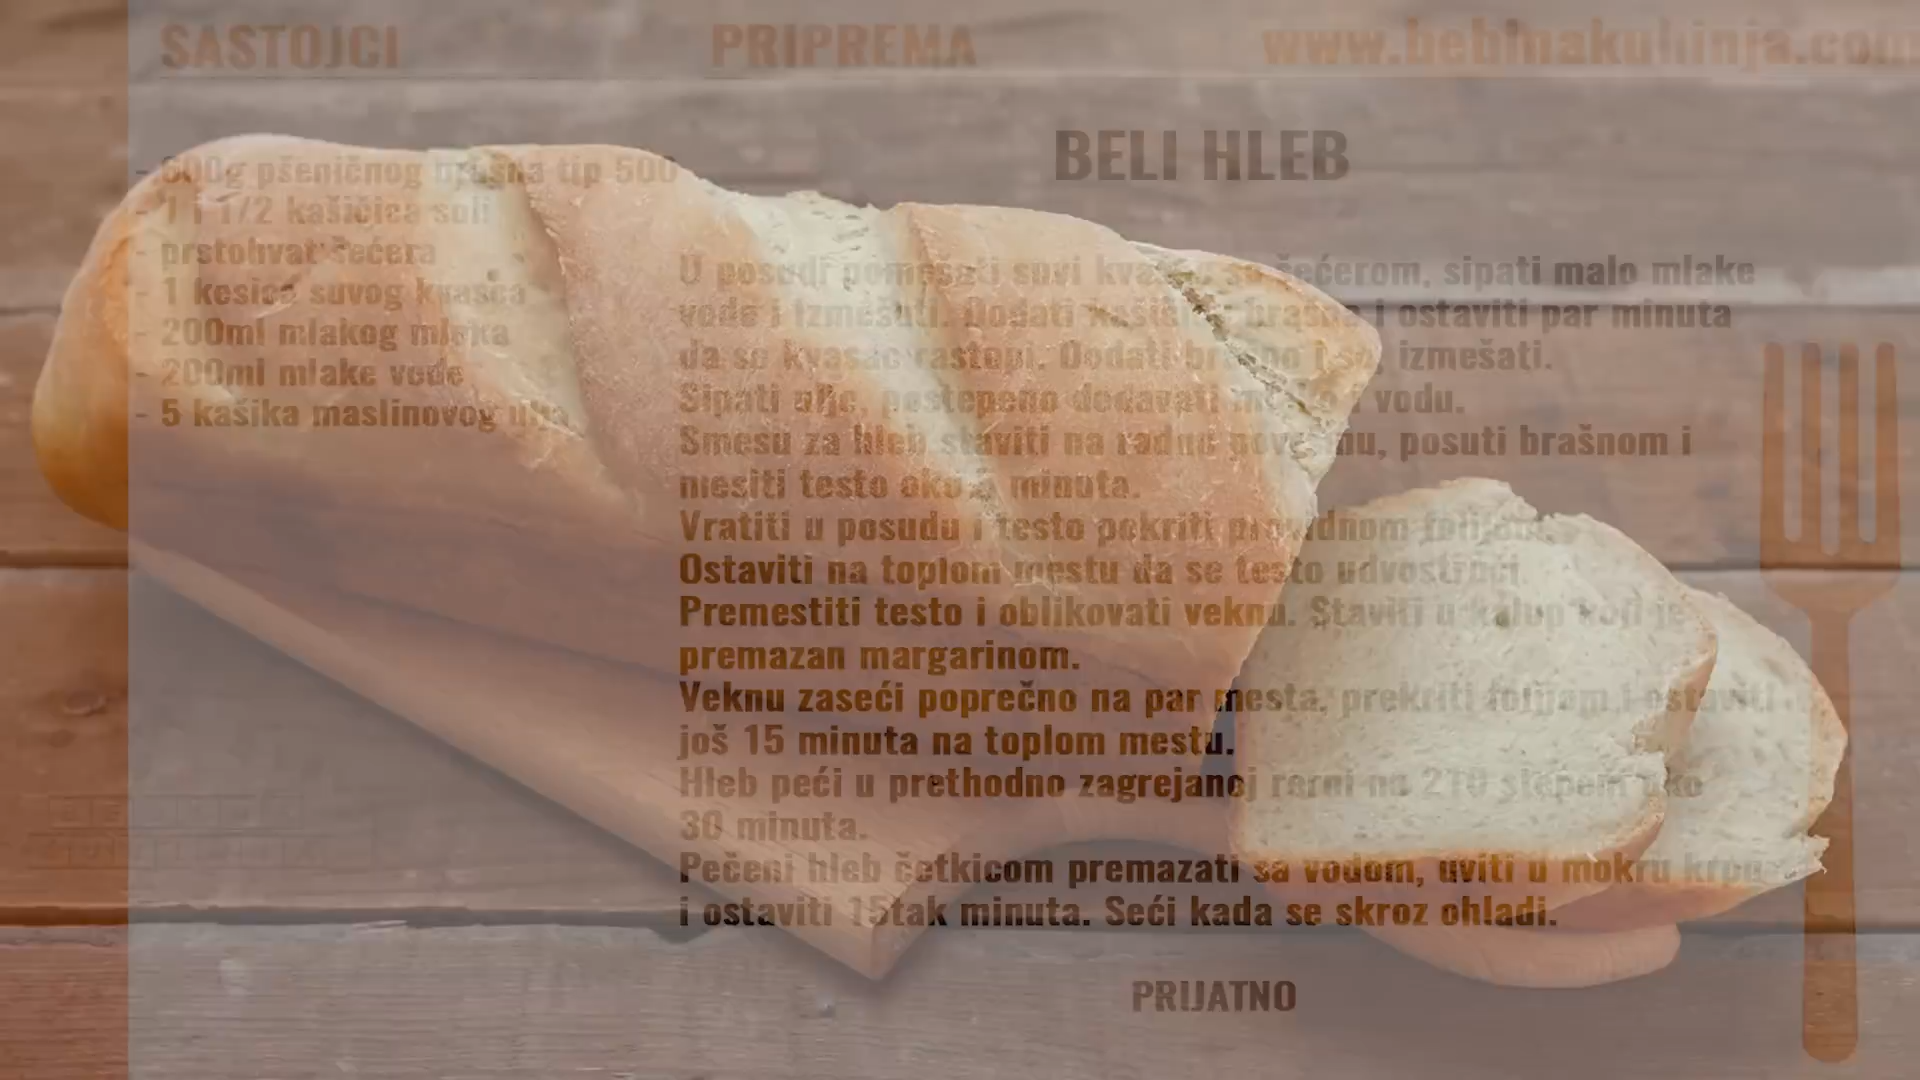 SASTOJCI
PRIPREMA
www.bebinakuhinja.com
BELI HLEB
- 600g pšeničnog brašna tip 500
- 1 i 1/2 kašičica soli
- prstohvat šećera
- 1 kesica suvog kvasca
- 200ml mlakog mleka
- 200ml mlake vode
- 5 kašika maslinovog ulja
U posudi pomešati suvi kvasac sa šećerom, sipati malo mlake
vode i izmešati. Dodati kašičicu brašna i ostaviti par minuta
da se kvasac rastopi. Dodati brašno i so, izmešati.
Sipati ulje, postepeno dodavati mleko i vodu.
Smesu za hleb staviti na radnu površinu, posuti brašnom i
mesiti testo oko minuta.
Vratiti u posudu i testo pokriti providnom folijom.
Ostaviti na toplom mestu da se testo udvostruči.
Premestiti testo i oblikovati veknu. Staviti u kalup koji je
premazan margarinom.
Veknu zaseći poprečno na par mesta, prekriti folijom i ostaviti
još 15 minuta na toplom mestu.
Hleb peći u prethodno zagrejanoj rerni na 210 stepeni oko
30 minuta.
Pečeni hleb četkicom premazati sa vodom, uviti u mokru krpu
i ostaviti 15tak minuta. Seći kada se skroz ohladi.
PRIJATNO